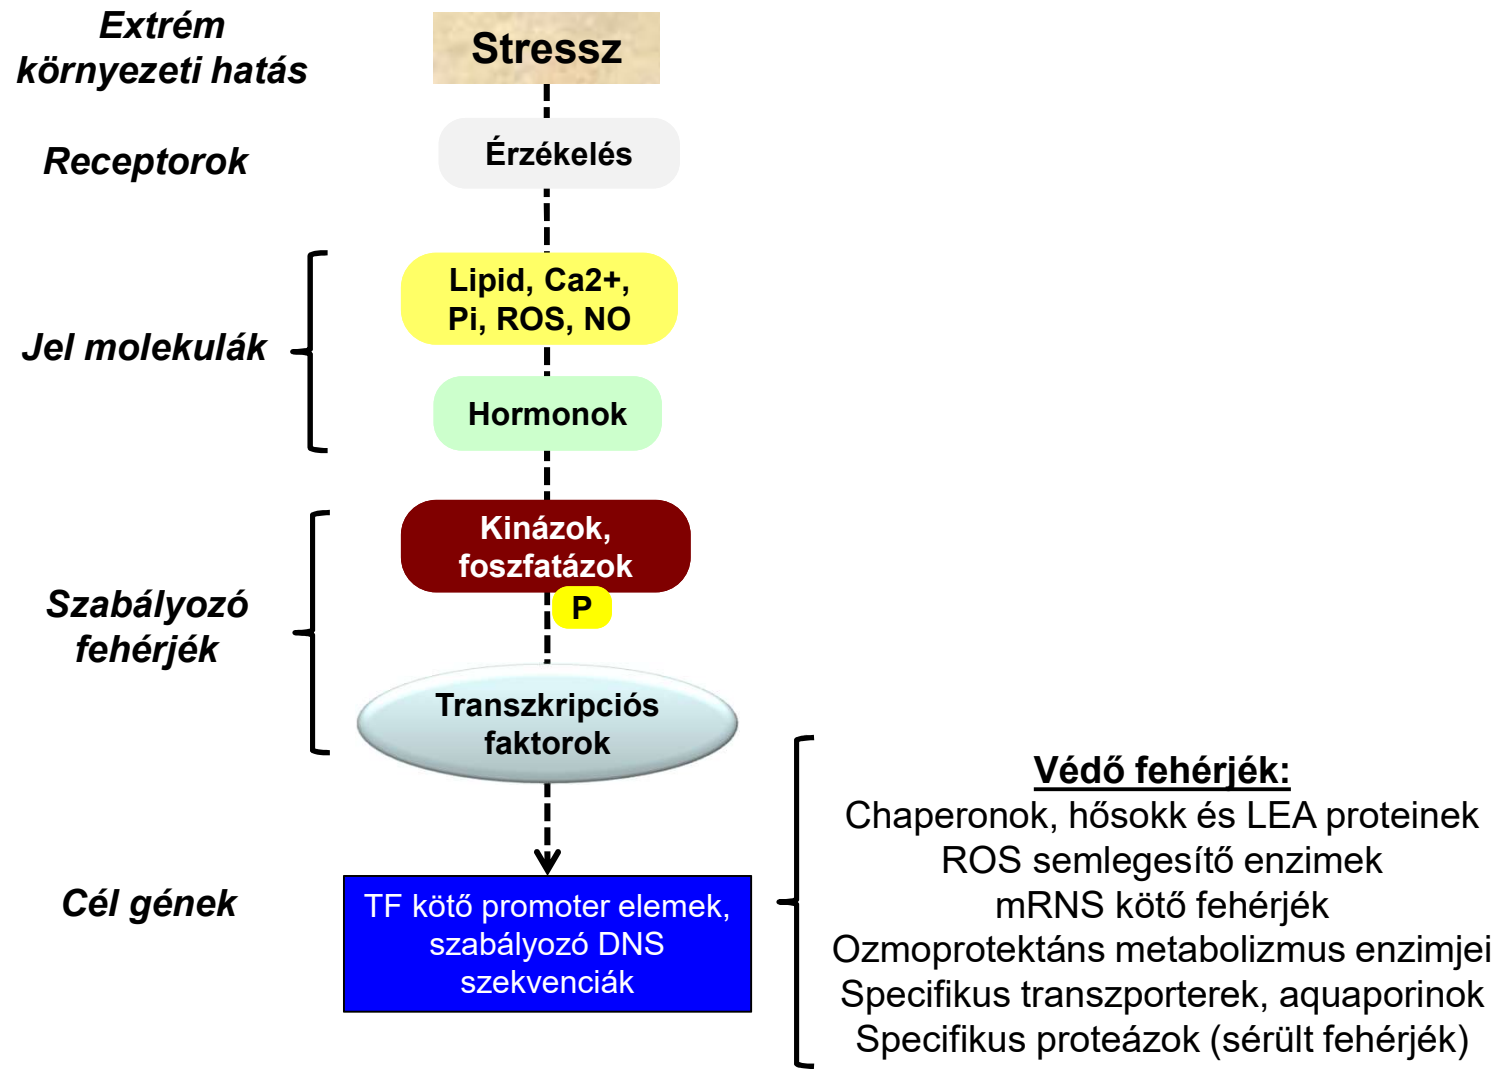 Extrém
környezeti hatás
Stressz
Receptorok
Érzékelés
Jel molekulák
Lipid, Ca2+,
Pi, ROS, NO
Hormonok
Szabályozó
fehérjék
Kinázok,
foszfatázok
P
Transzkripciós
faktorok
Cél gének
TF kötő promoter elemek,
szabályozó DNS
szekvenciák
Védő fehérjék:
Chaperonok, hősokk és LEA proteinek
ROS semlegesítő enzimek
mRNS kötő fehérjék
Ozmoprotektáns metabolizmus enzimjei
Specifikus transzporterek, aquaporinok
Specifikus proteázok (sérült fehérjék)